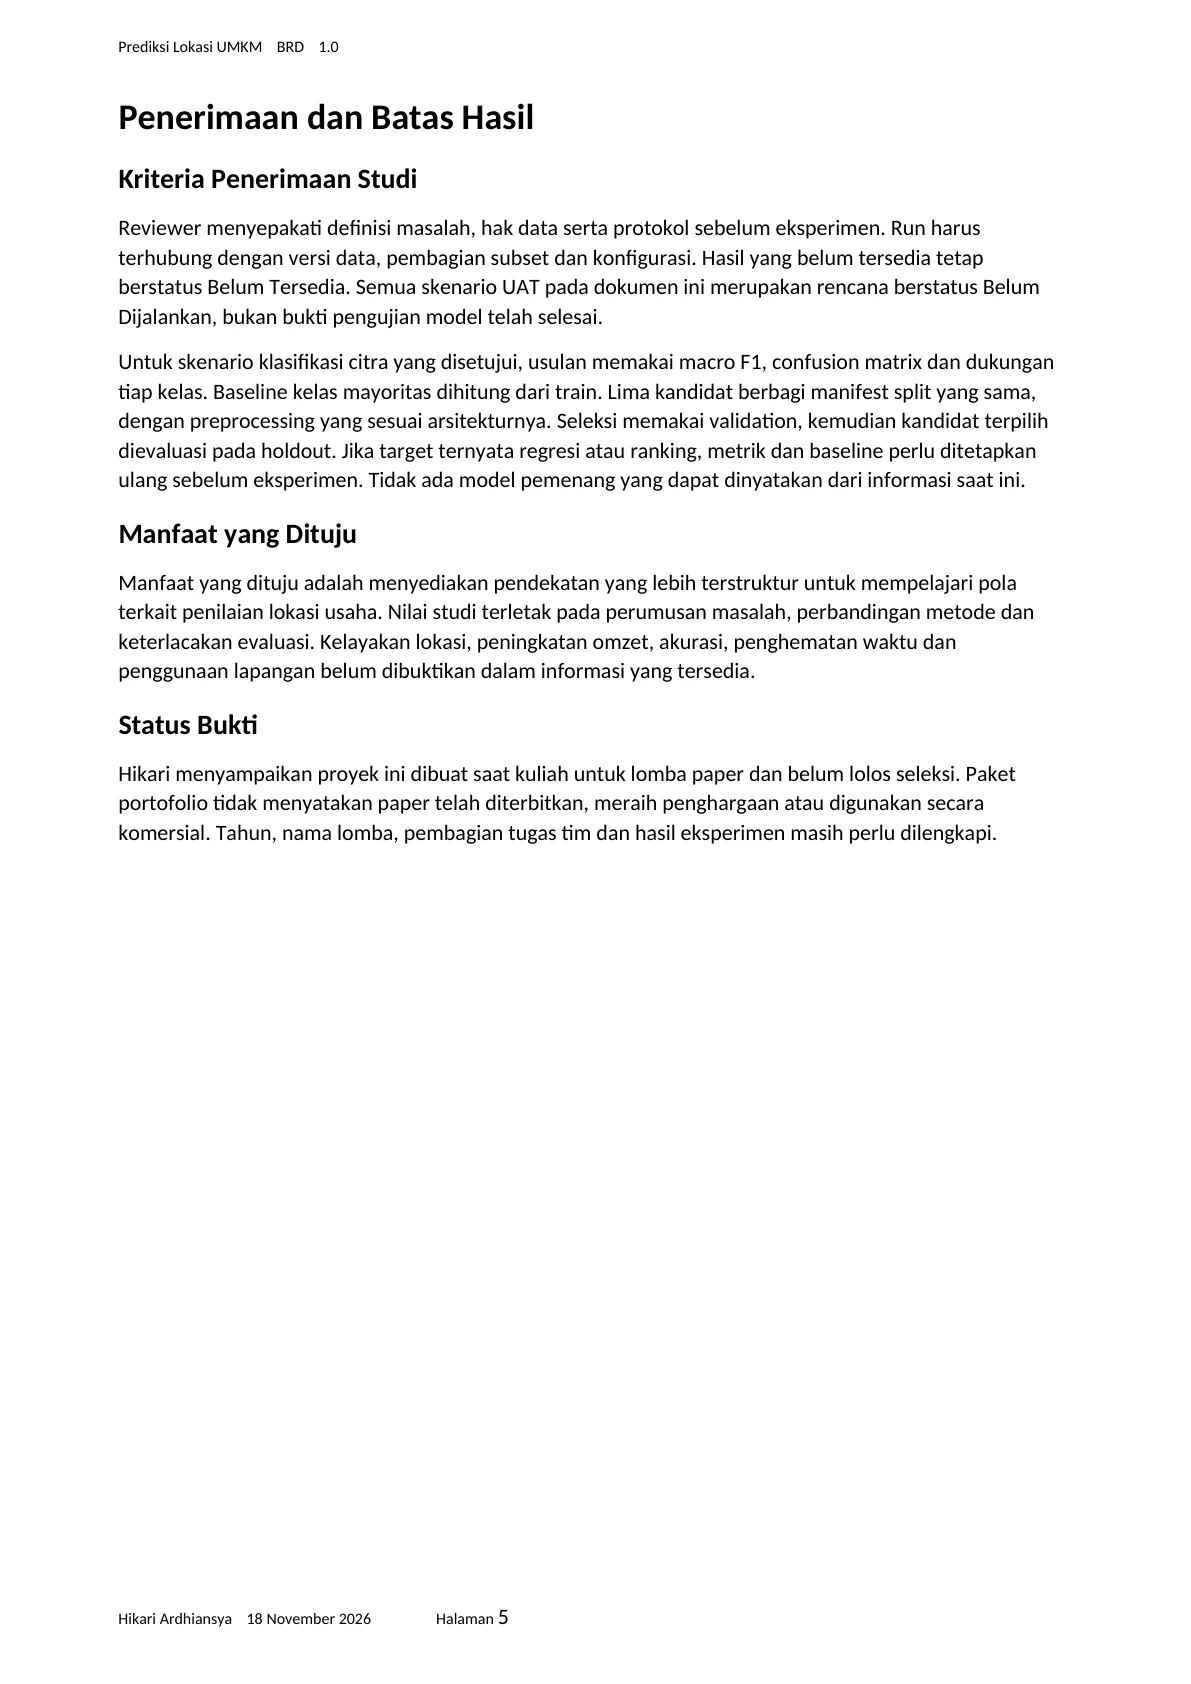 Prediksi Lokasi UMKM BRD 1.0
Penerimaan dan Batas Hasil
Kriteria Penerimaan Studi
Reviewer menyepakati definisi masalah, hak data serta protokol sebelum eksperimen. Run harus
terhubung dengan versi data, pembagian subset dan konfigurasi. Hasil yang belum tersedia tetap
berstatus Belum Tersedia. Semua skenario UAT pada dokumen ini merupakan rencana berstatus Belum
Dijalankan, bukan bukti pengujian model telah selesai.
Untuk skenario klasifikasi citra yang disetujui, usulan memakai macro F1, confusion matrix dan dukungan
tiap kelas. Baseline kelas mayoritas dihitung dari train. Lima kandidat berbagi manifest split yang sama,
dengan preprocessing yang sesuai arsitekturnya. Seleksi memakai validation, kemudian kandidat terpilih
dievaluasi pada holdout. Jika target ternyata regresi atau ranking, metrik dan baseline perlu ditetapkan
ulang sebelum eksperimen. Tidak ada model pemenang yang dapat dinyatakan dari informasi saat ini.
Manfaat yang Dituju
Manfaat yang dituju adalah menyediakan pendekatan yang lebih terstruktur untuk mempelajari pola
terkait penilaian lokasi usaha. Nilai studi terletak pada perumusan masalah, perbandingan metode dan
keterlacakan evaluasi. Kelayakan lokasi, peningkatan omzet, akurasi, penghematan waktu dan
penggunaan lapangan belum dibuktikan dalam informasi yang tersedia.
Status Bukti
Hikari menyampaikan proyek ini dibuat saat kuliah untuk lomba paper dan belum lolos seleksi. Paket
portofolio tidak menyatakan paper telah diterbitkan, meraih penghargaan atau digunakan secara
komersial. Tahun, nama lomba, pembagian tugas tim dan hasil eksperimen masih perlu dilengkapi.
Hikari Ardhiansya 18 November 2026 Halaman 5